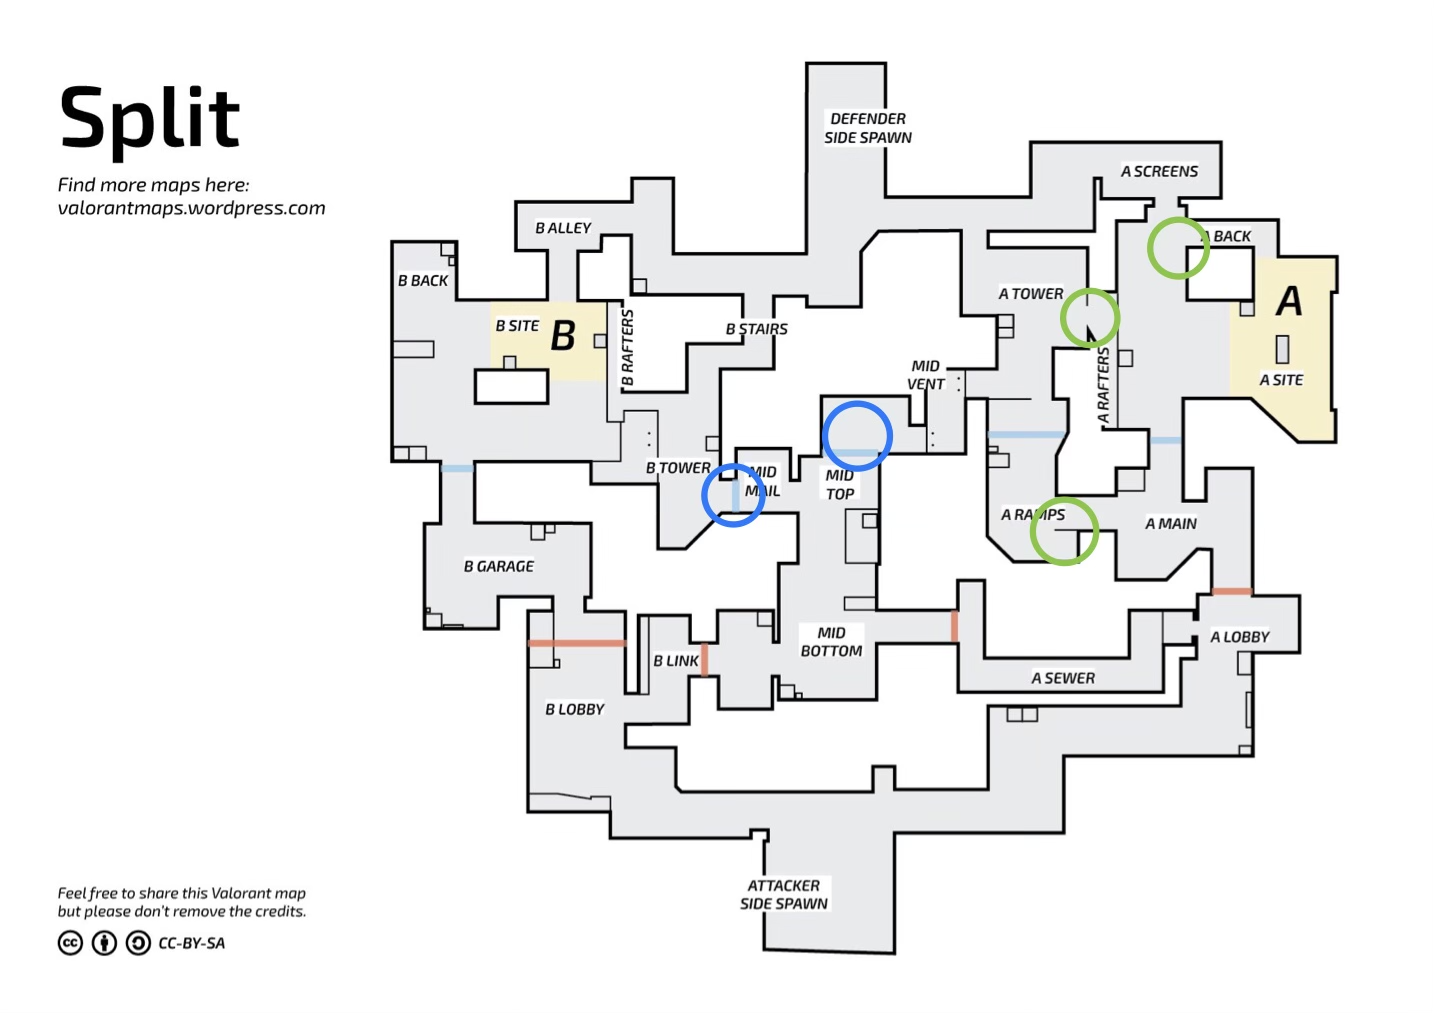 Split
Find more maps here:
valorantmaps.wordpress.com
DEFENDER
SIDE SPAWN
A SCREENS
B ALLEY
A BACK
B BACK
A TOWER
A
B SITE
B
B RAFTERS
B STAIRS
MID
VENT
A RAFTERS
A SITE
B TOWER
MID
MAIL
MID
TOP
A RAMPS
A MAIN
B GARAGE
MID
BOTTOM
A LOBBY
B LINK
A SEWER
B LOBBY
ATTACKER
SIDE SPAWN
Feel free to share this Valorant map
but please don't remove the credits.
cc CC-BY-SA